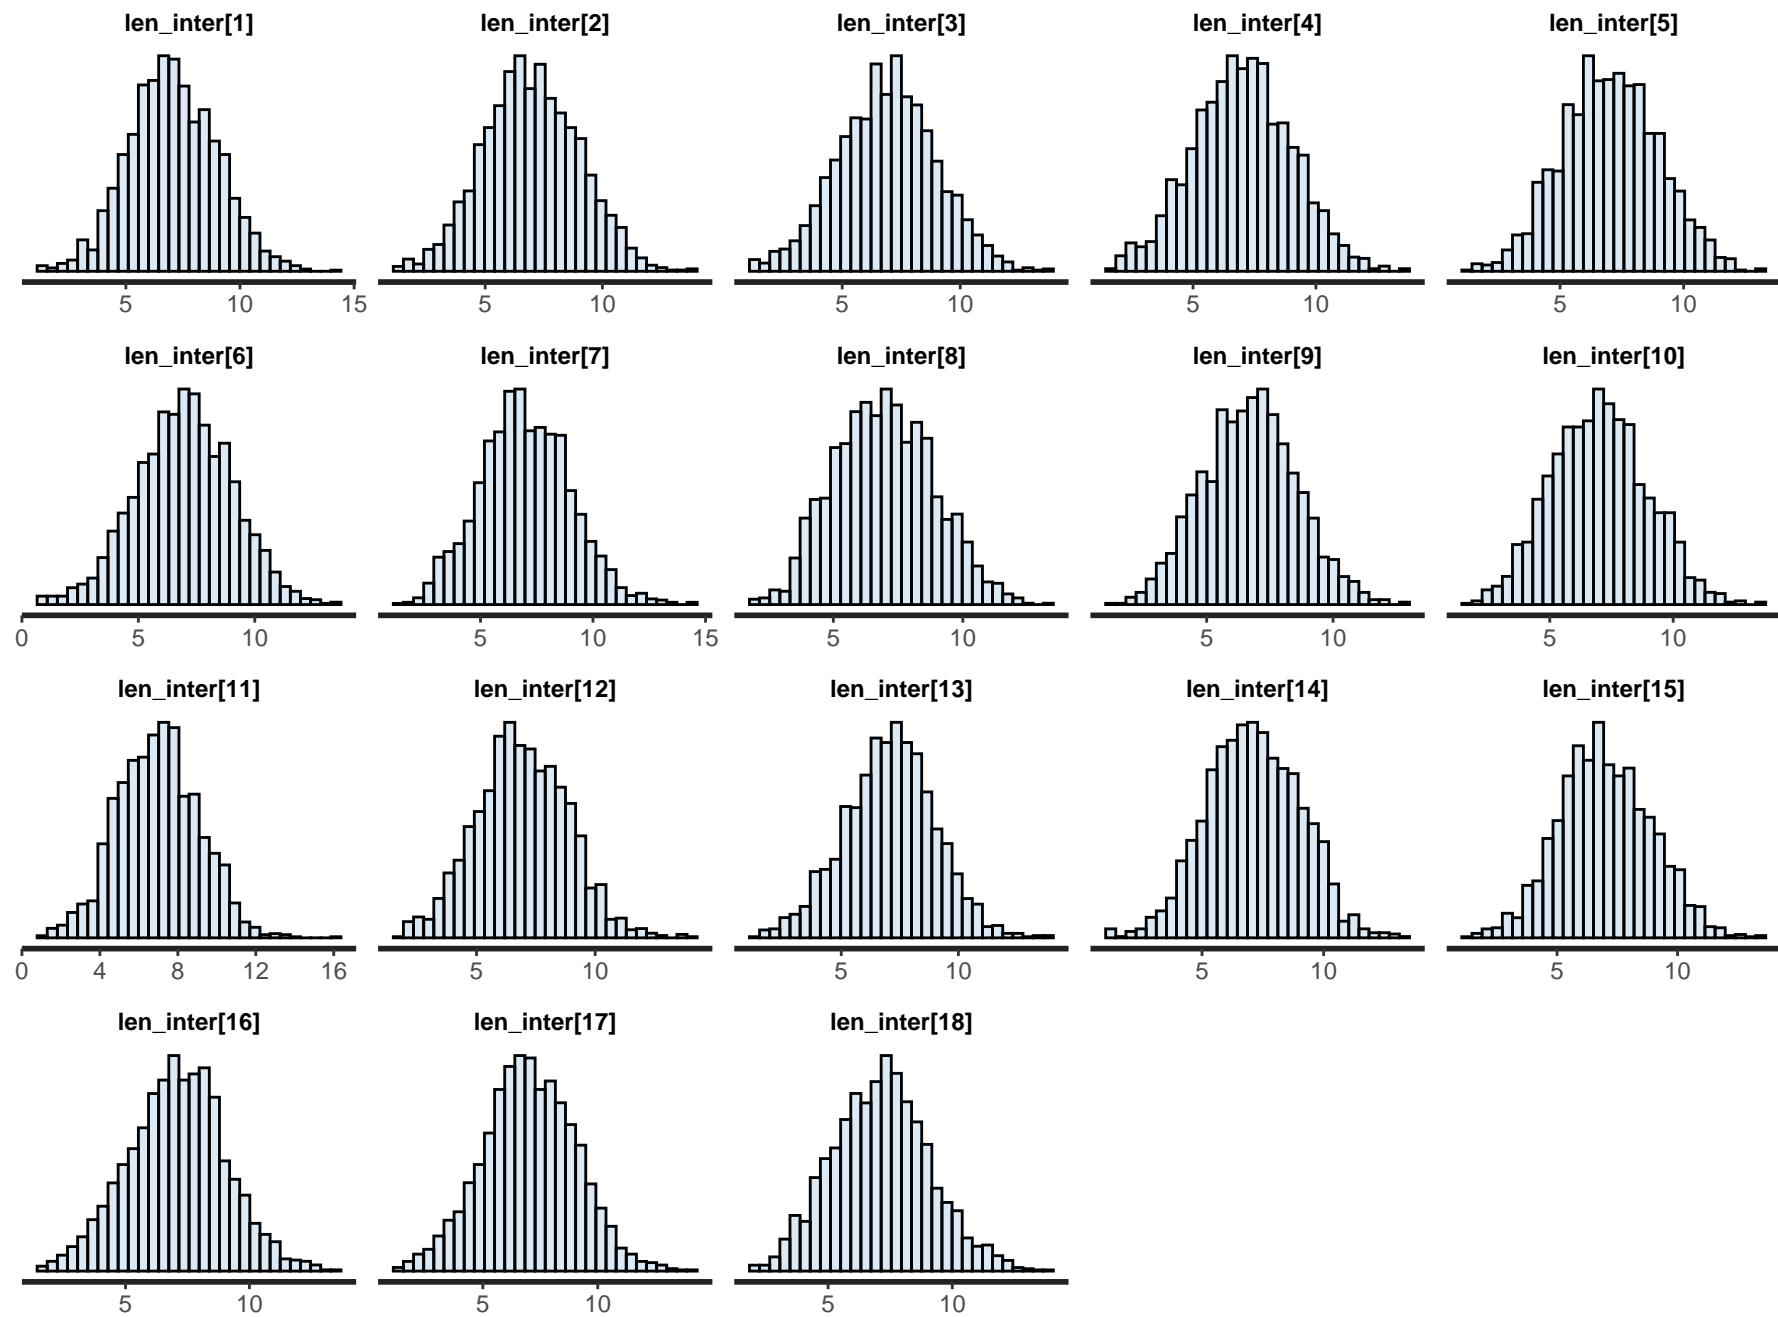 len_inter[1] len_inter[2] len_inter[3] len_inter[4] len_inter[5]
5 10 15 5 10 5 10 5 10 5 10
len_inter[6] len_inter[7] len_inter[8] len_inter[9] len_inter[10]
0 5 10 5 10 15 5 10 5 10 5 10
len_inter[11] len_inter[12] len_inter[13] len_inter[14] len_inter[15]
0 4 8 12 16 5 10 5 10 5 10 5 10
len_inter[16] len_inter[17] len_inter[18]
5 10 5 10 5 10